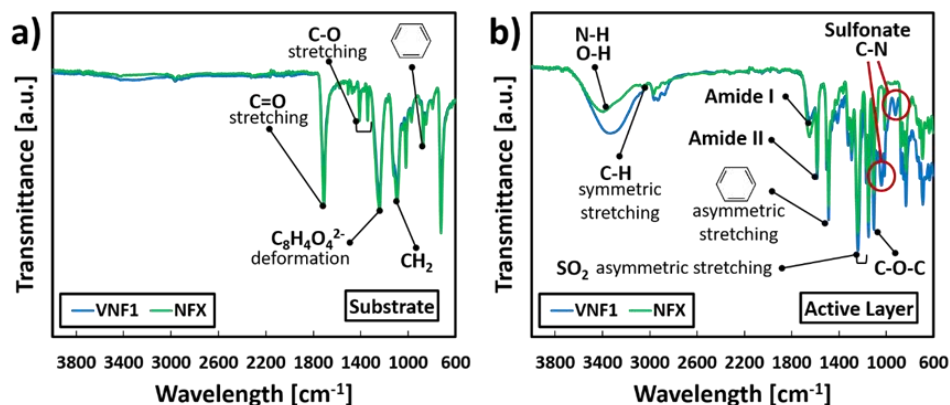 a)
C-O
stretching
C=O
stretching
C₈H₄O₄²⁻
deformation
CH₂
VNF1 NFX
Substrate
Transmittance [a.u.]
3800 3400 3000 2600 2200 1800 1400 1000 600
Wavelength [cm⁻¹]
b)
N-H
O-H
Sulfonate
C-N
Amide I
Amide II
C-H
symmetric
stretching
asymmetric
stretching
SO₂ asymmetric stretching
C-O-C
VNF1 NFX
Active Layer
Transmittance [a.u.]
3800 3400 3000 2600 2200 1800 1400 1000 600
Wavelength [cm⁻¹]